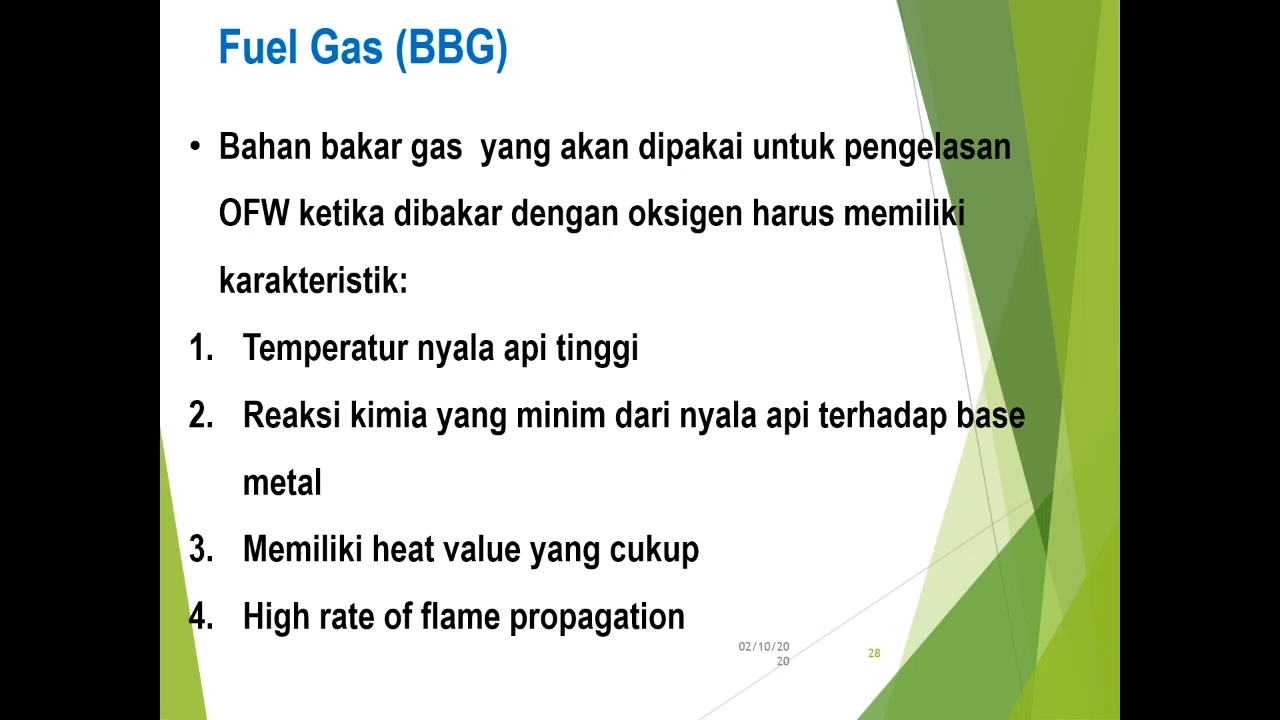 Fuel Gas (BBG)
• Bahan bakar gas  yang akan dipakai untuk pengelasan
OFW ketika dibakar dengan oksigen harus memiliki
karakteristik:
1. Temperatur nyala api tinggi
2. Reaksi kimia yang minim dari nyala api terhadap base
metal
3. Memiliki heat value yang cukup
4. High rate of flame propagation
02/10/20
20
28